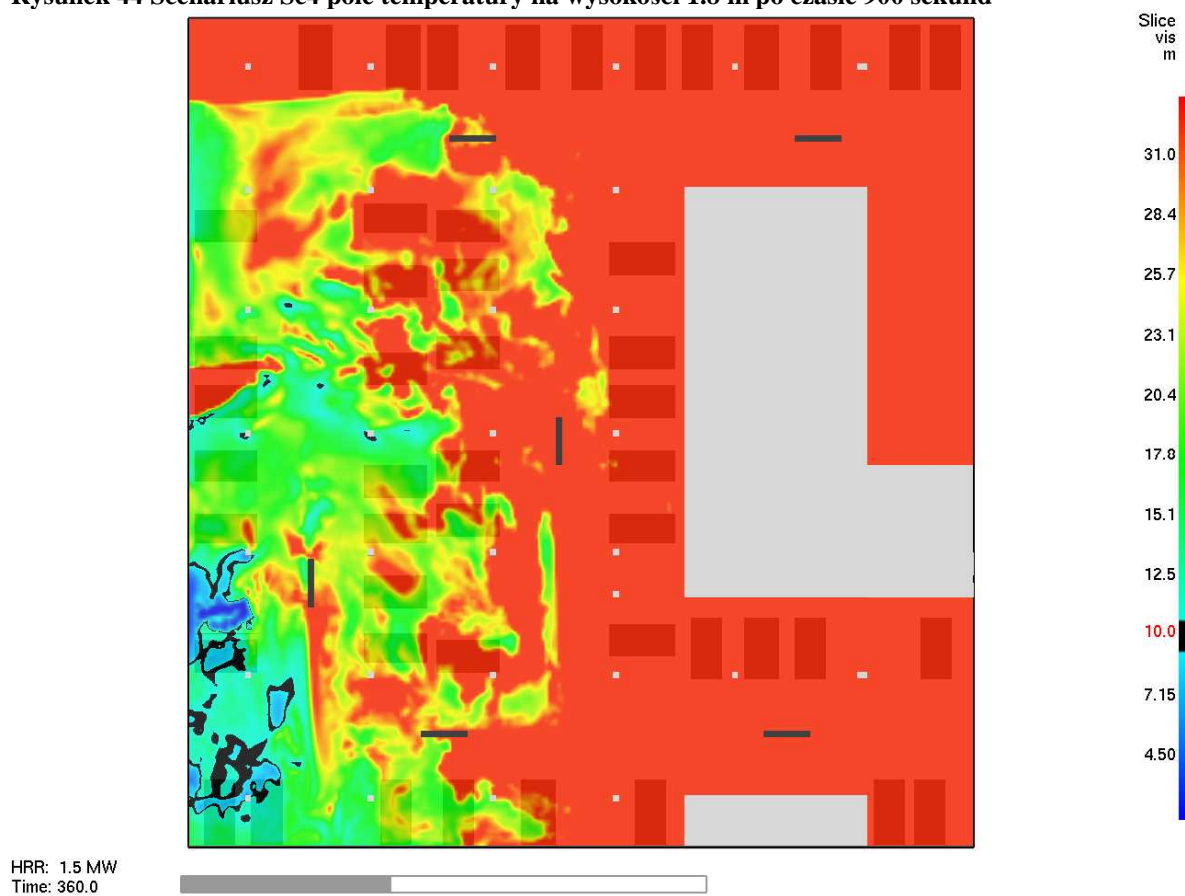 Rysunek 44 Scenariusz Sc4 pole temperatury na wysokości 1.8 m po czasie 900 sekund
Slice
vis
m
31.0
28.4
25.7
23.1
20.4
17.8
15.1
12.5
10.0
7.15
4.50
HRR: 1.5 MW
Time: 360.0